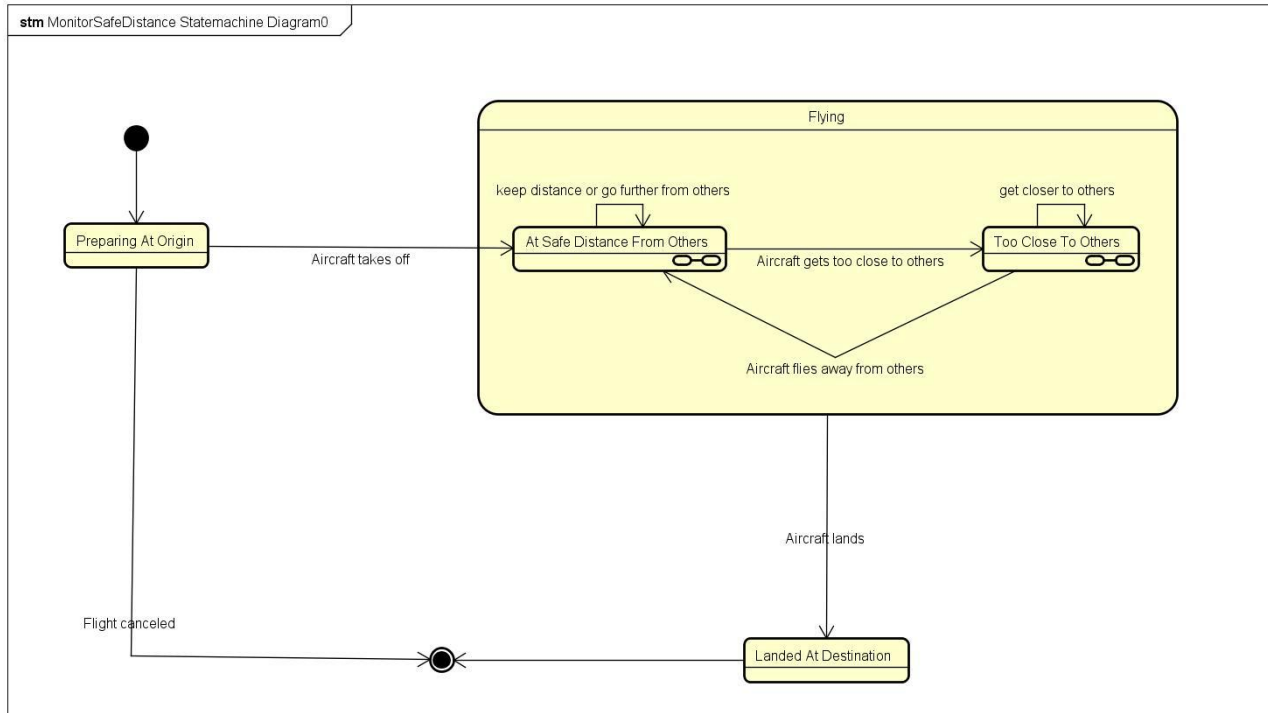 stm MonitorSafeDistance Statemachine Diagram0
Flying
keep distance or go further from others
get closer to others
Preparing At Origin
At Safe Distance From Others
Too Close To Others
Aircraft takes off
Aircraft gets too close to others
Aircraft flies away from others
Aircraft lands
Flight canceled
Landed At Destination